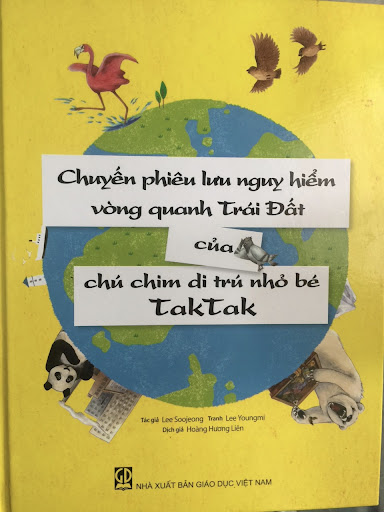 Chuyến phiêu lưu nguy hiểm
vòng quanh Trái Đất
của
chú chim di trú nhỏ bé
TakTak
Tác giả Lee Soojeong Tranh Lee Youngmi
Dịch giả Hoàng Hương Liên
GD
NHÀ XUẤT BẢN GIÁO DỤC VIỆT NAM